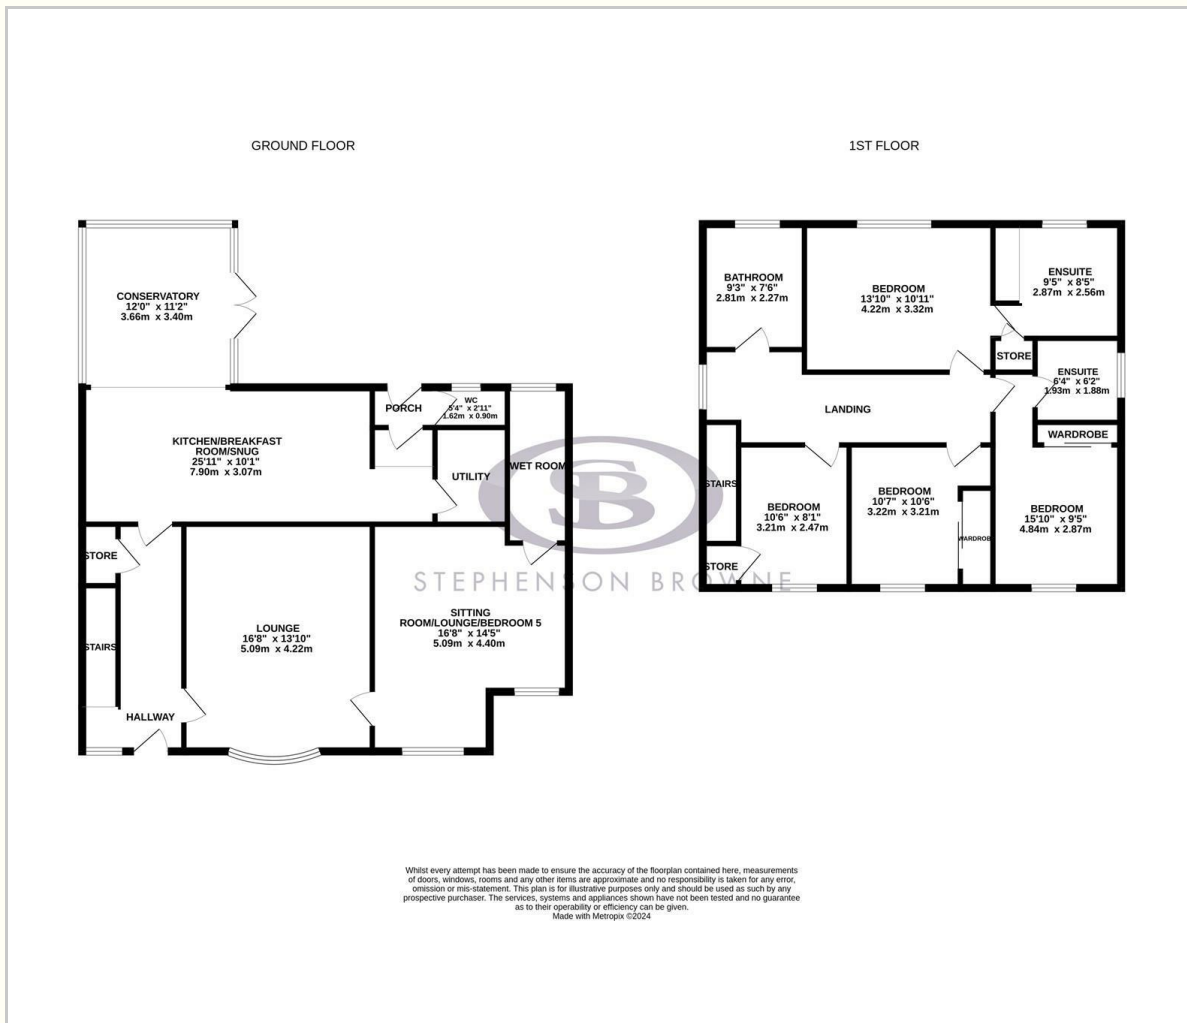 GROUND FLOOR
1ST FLOOR
CONSERVATORY
12'0" x 11'2"
3.66m x 3.40m
PORCH
WC
5'4" x 2'11"
1.62m x 0.90m
KITCHEN/BREAKFAST
ROOM/SNUG
25'11" x 10'1"
7.90m x 3.07m
UTILITY
WET ROOM
STORE
STAIRS
LOUNGE
16'8" x 13'10"
5.09m x 4.22m
SITTING
ROOM/LOUNGE/BEDROOM 5
16'8" x 14'5"
5.09m x 4.40m
HALLWAY
BATHROOM
9'3" x 7'6"
2.81m x 2.27m
BEDROOM
13'10" x 10'11"
4.22m x 3.32m
ENSUITE
9'5" x 8'5"
2.87m x 2.56m
STORE
ENSUITE
6'4" x 6'2"
1.93m x 1.88m
LANDING
WARDROBE
STAIRS
BEDROOM
10'6" x 8'1"
3.21m x 2.47m
BEDROOM
10'7" x 10'6"
3.22m x 3.21m
WARDROBE
BEDROOM
15'10" x 9'5"
4.84m x 2.87m
STORE
SB
STEPHENSON BROWNE
Whilst every attempt has been made to ensure the accuracy of the floorplan contained here, measurements
of doors, windows, rooms and any other items are approximate and no responsibility is taken for any error,
omission or mis-statement. This plan is for illustrative purposes only and should be used as such by any
prospective purchaser. The services, systems and appliances shown have not been tested and no guarantee
as to their operability or efficiency can be given.
Made with Metropix ©2024